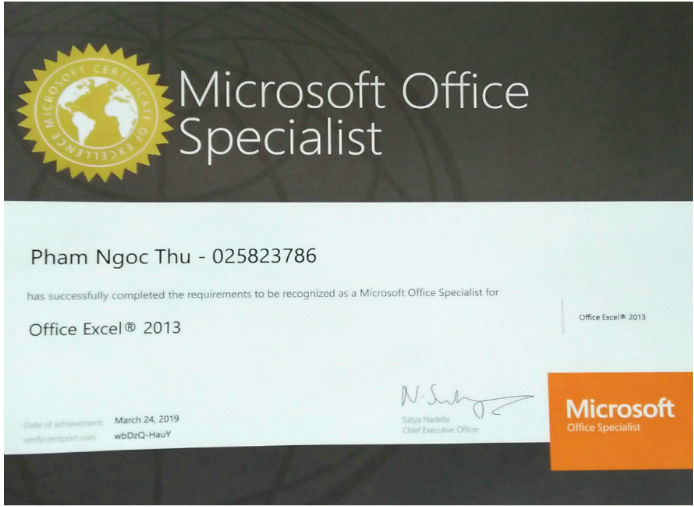 MICROSOFT CERTIFICATE OF EXCELLENCE
Microsoft Office
Specialist
Pham Ngoc Thu - 025823786
has successfully completed the requirements to be recognized as a Microsoft Office Specialist for
Office Excel® 2013
Office Excel® 2013
Date of achievement: March 24, 2019
verify.certiport.com wbDzQ-HauY
N. Satya
Satya Nadella
Chief Executive Officer
Microsoft
Office Specialist